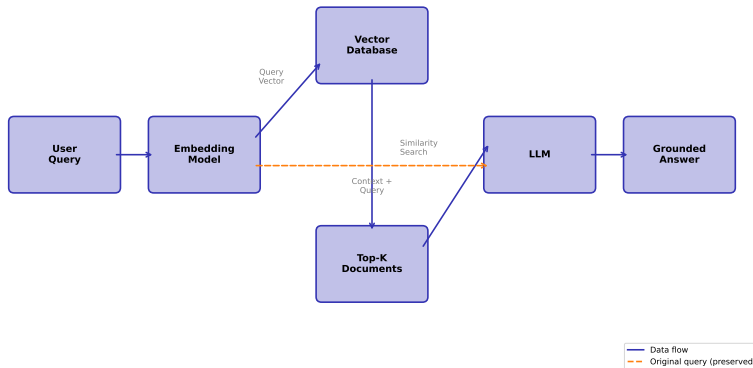 Vector
Database
Query
Vector
User
Query
Embedding
Model
Similarity
Search
LLM
Grounded
Answer
Context +
Query
Top-K
Documents
Data flow
Original query (preserved